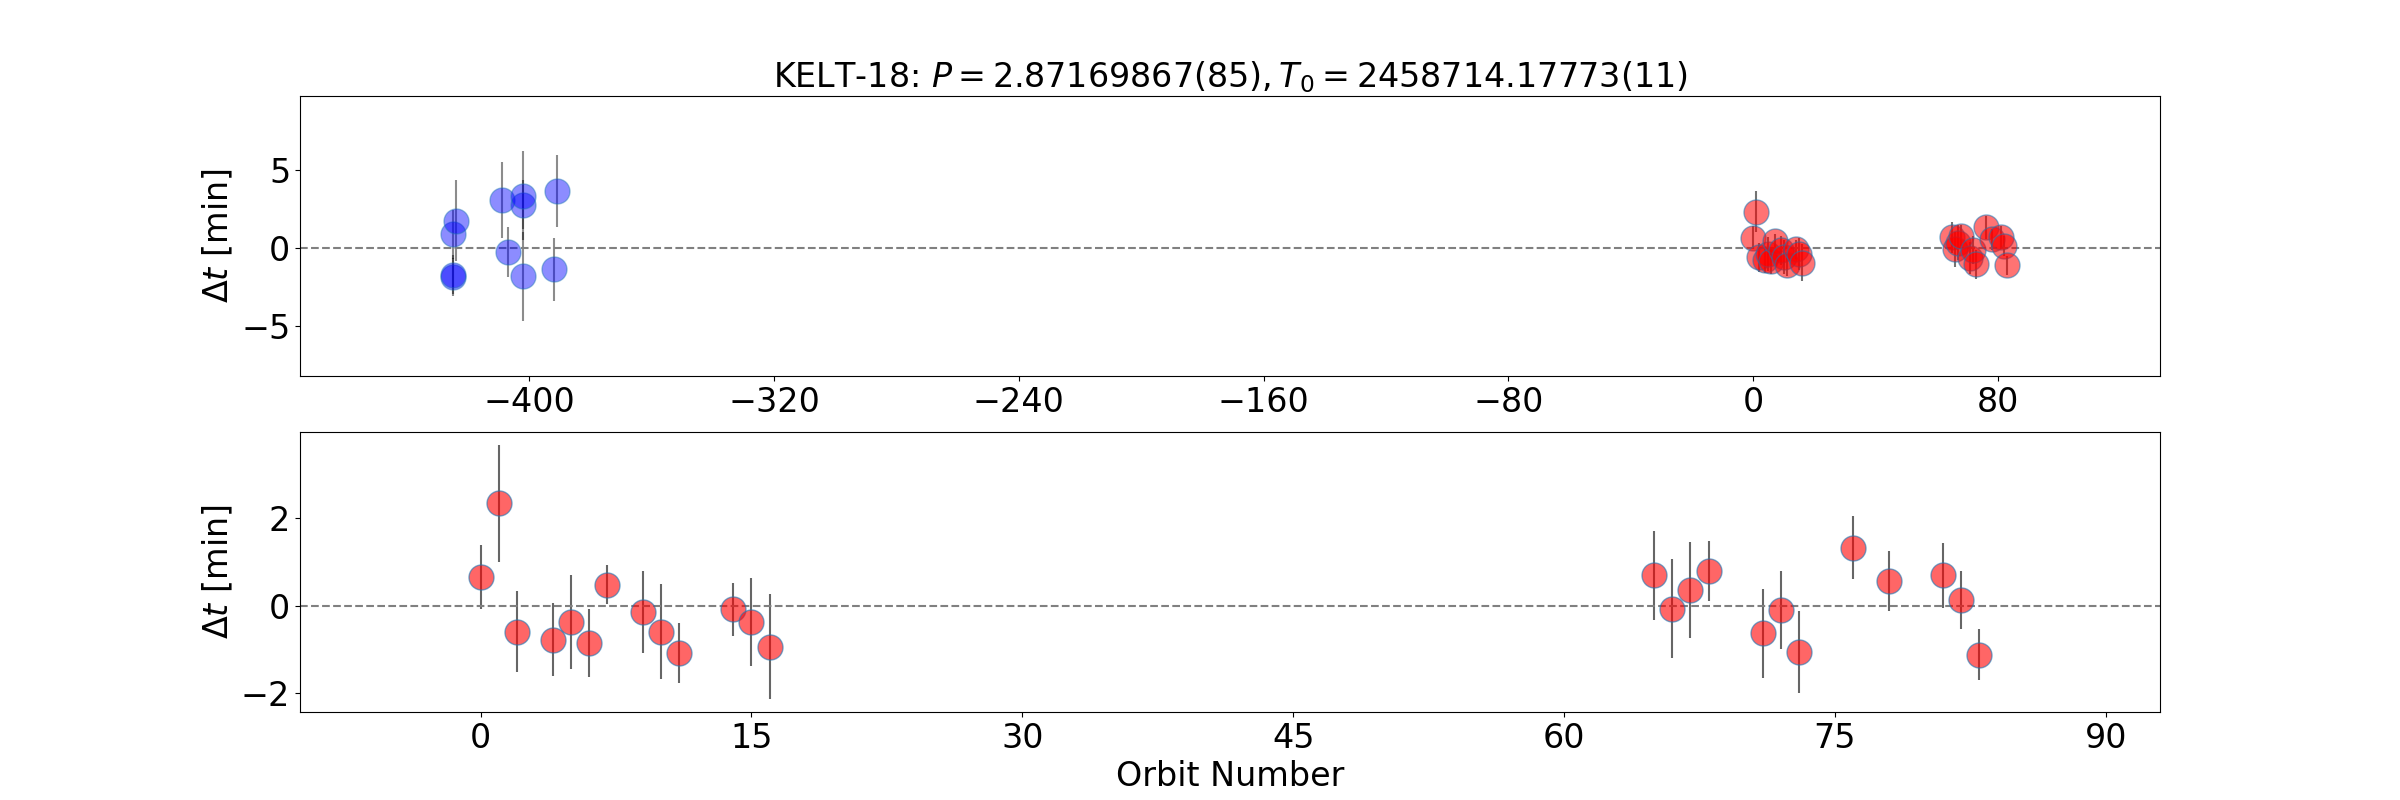 KELT-18: P = 2.87169867(85), T₀ = 2458714.17773(11)
Δt [min]
5
0
−5
−400 −320 −240 −160 −80 0 80
Δt [min]
2
0
−2
0 15 30 45 60 75 90
Orbit Number